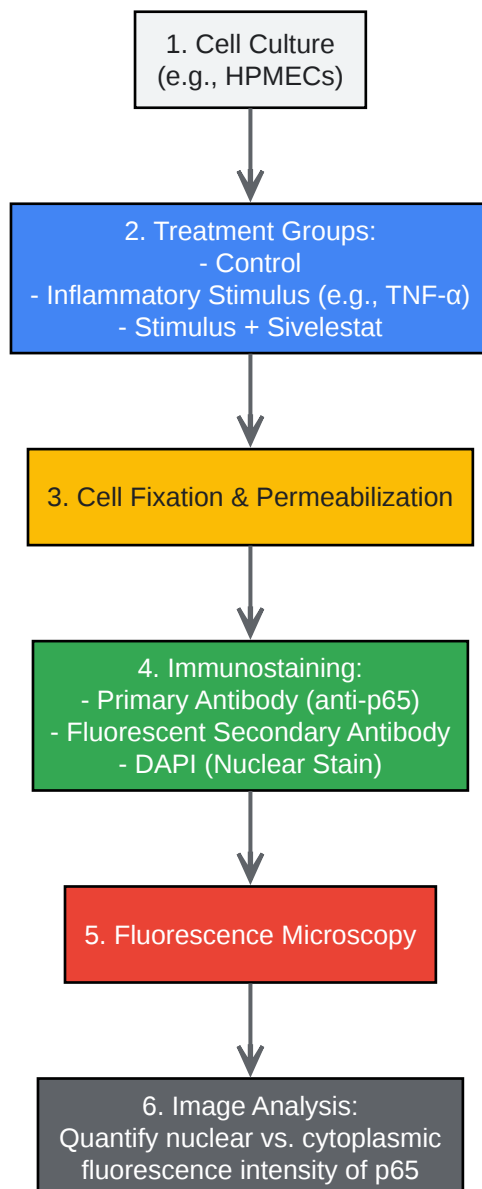 1. Cell Culture
(e.g., HPMECs)
2. Treatment Groups:
- Control
- Inflammatory Stimulus (e.g., TNF-α)
- Stimulus + Sivelestat
3. Cell Fixation & Permeabilization
4. Immunostaining:
- Primary Antibody (anti-p65)
- Fluorescent Secondary Antibody
- DAPI (Nuclear Stain)
5. Fluorescence Microscopy
6. Image Analysis:
Quantify nuclear vs. cytoplasmic
fluorescence intensity of p65